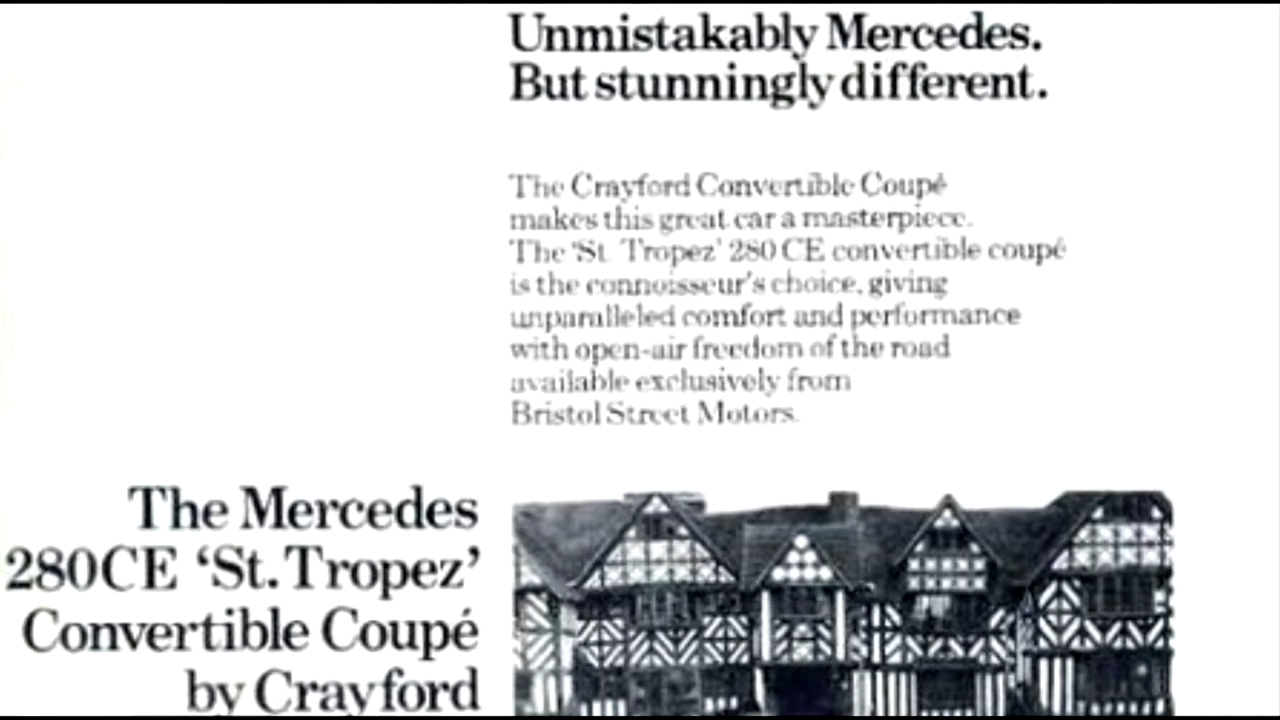 Unmistakably Mercedes.
But stunningly different.
The Crayford Convertible Coupé
makes this great car a masterpiece.
The 'St. Tropez' 280 CE convertible coupé
is the connoisseur's choice, giving
unparalleled comfort and performance
with open-air freedom of the road
available exclusively from
Bristol Street Motors.
The Mercedes
280CE ‘St. Tropez’
Convertible Coupé
by Crayford